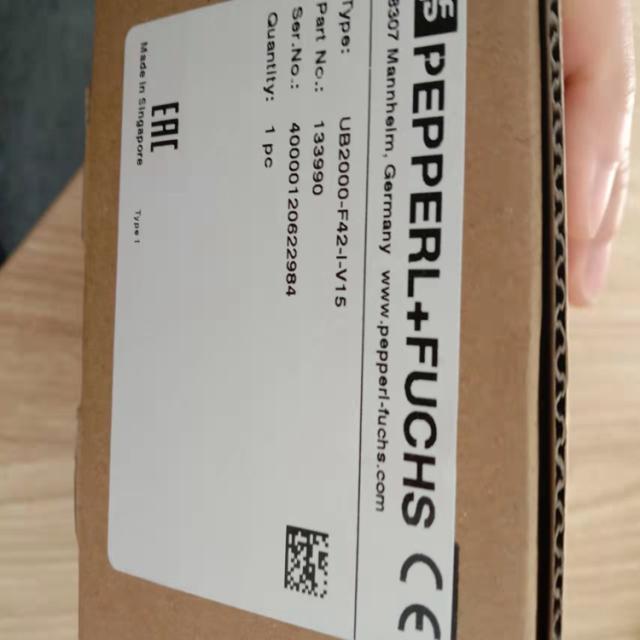 PEPPERL+FUCHS CE
8307 Mannheim, Germany www.pepperl-fuchs.com
Type: UB2000-F42-I-V15
Part No.: 133990
Ser.No.: 40000120622984
Quantity: 1 pc
EAC
Made in Singapore
Type I